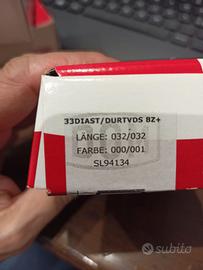 33DIAST/DURTVDS BZ+
LÄNGE: 032/032
FARBE: 000/001
SL94134
subito